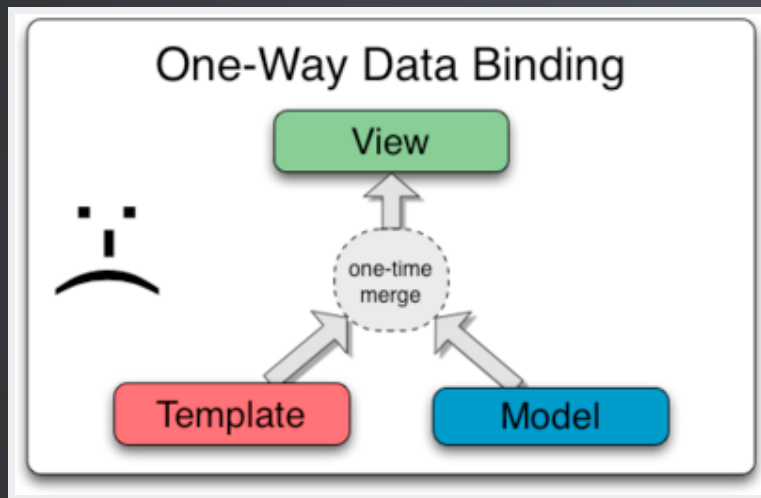 One-Way Data Binding
View
one-time
merge
Template
Model